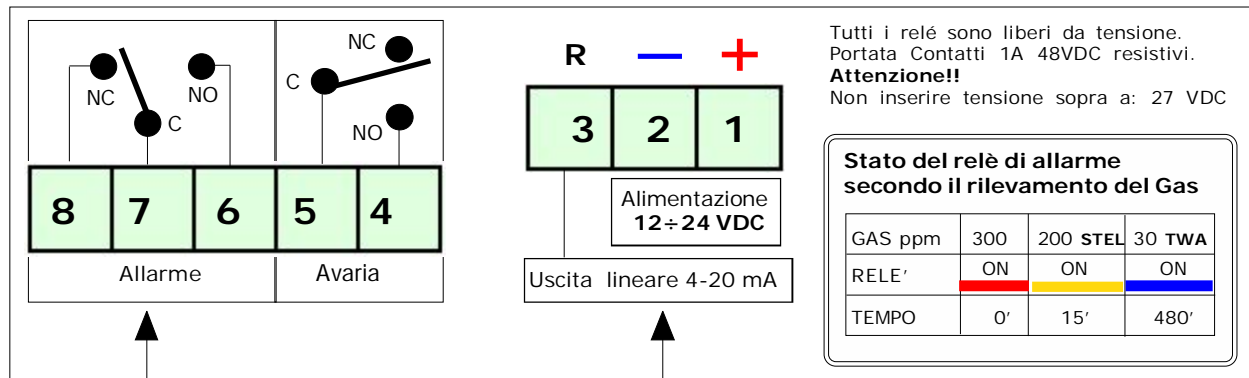 NC
NO
C
NC
C
NO
8 7 6 5 4
Allarme Avaria
R — +
3 2 1
Alimentazione
12÷24 VDC
Uscita lineare 4-20 mA
Tutti i relé sono liberi da tensione.
Portata Contatti 1A 48VDC resistivi.
Attenzione!!
Non inserire tensione sopra a: 27 VDC
Stato del relè di allarme
secondo il rilevamento del Gas
GAS ppm 300 200 STEL 30 TWA
RELE' ON ON ON
TEMPO 0' 15' 480'